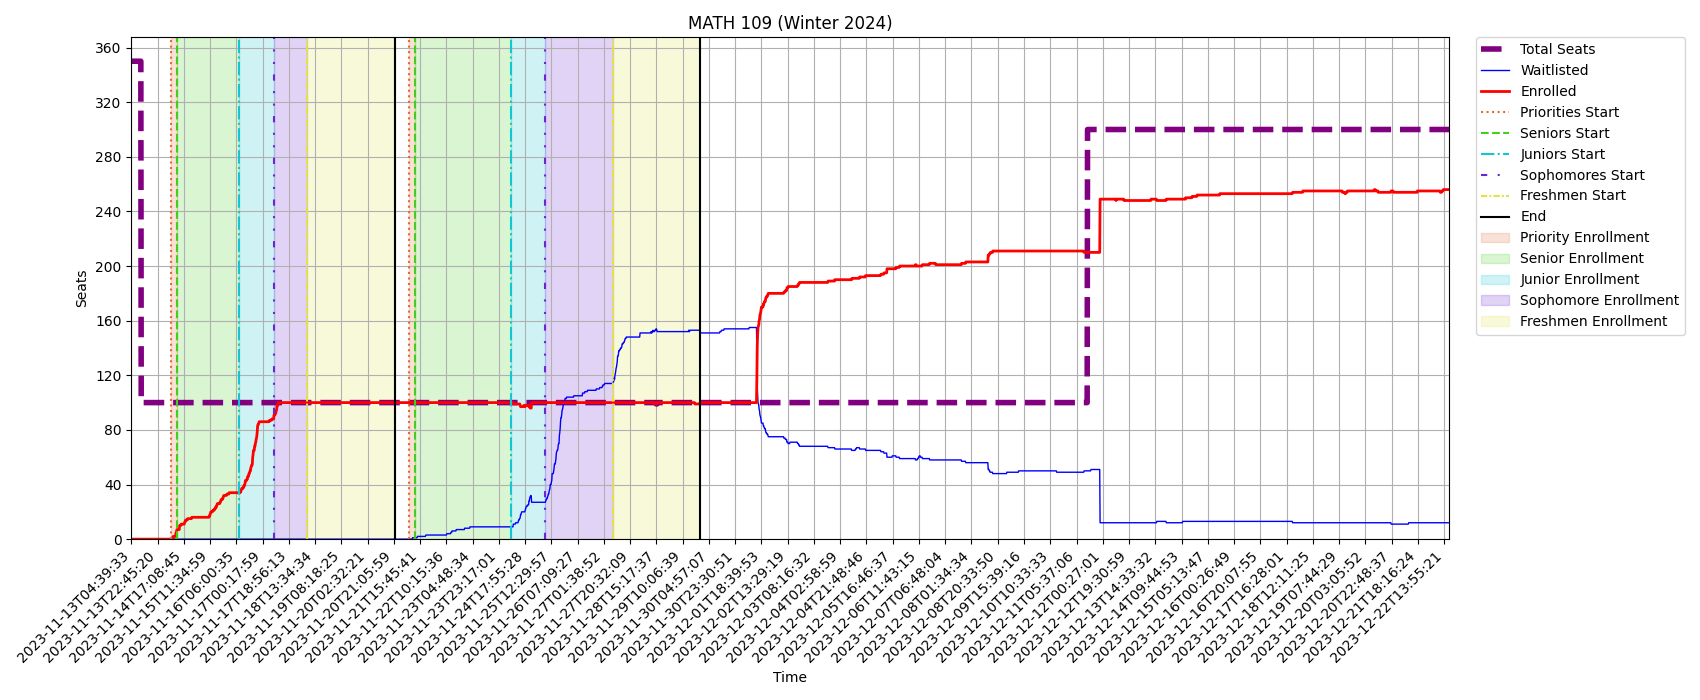 MATH 109 (Winter 2024)
Seats
360
320
280
240
200
160
120
80
40
0
2023-11-13T04:39:33
2023-11-13T22:45:20
2023-11-14T17:08:45
2023-11-15T11:34:59
2023-11-16T06:00:35
2023-11-17T00:17:59
2023-11-17T18:56:13
2023-11-18T13:34:34
2023-11-19T08:18:25
2023-11-20T02:32:21
2023-11-20T21:05:59
2023-11-21T15:45:41
2023-11-22T10:15:36
2023-11-23T04:48:34
2023-11-23T23:17:01
2023-11-24T17:55:28
2023-11-25T12:29:57
2023-11-26T07:09:27
2023-11-27T01:38:52
2023-11-27T20:32:09
2023-11-28T15:17:37
2023-11-29T10:06:39
2023-11-30T04:57:07
2023-11-30T23:30:51
2023-12-01T18:39:53
2023-12-02T13:29:19
2023-12-03T08:16:32
2023-12-04T02:58:59
2023-12-04T21:48:46
2023-12-05T16:46:37
2023-12-06T11:43:15
2023-12-07T06:48:04
2023-12-08T01:34:34
2023-12-08T20:33:50
2023-12-09T15:39:16
2023-12-10T10:33:33
2023-12-11T05:37:06
2023-12-12T00:27:01
2023-12-12T19:30:59
2023-12-13T14:33:32
2023-12-14T09:44:53
2023-12-15T05:13:47
2023-12-16T00:26:49
2023-12-16T20:07:55
2023-12-17T16:28:01
2023-12-18T12:11:25
2023-12-19T07:44:29
2023-12-20T03:05:52
2023-12-20T22:48:37
2023-12-21T18:16:24
2023-12-22T13:55:21
Time
Total Seats
Waitlisted
Enrolled
Priorities Start
Seniors Start
Juniors Start
Sophomores Start
Freshmen Start
End
Priority Enrollment
Senior Enrollment
Junior Enrollment
Sophomore Enrollment
Freshmen Enrollment